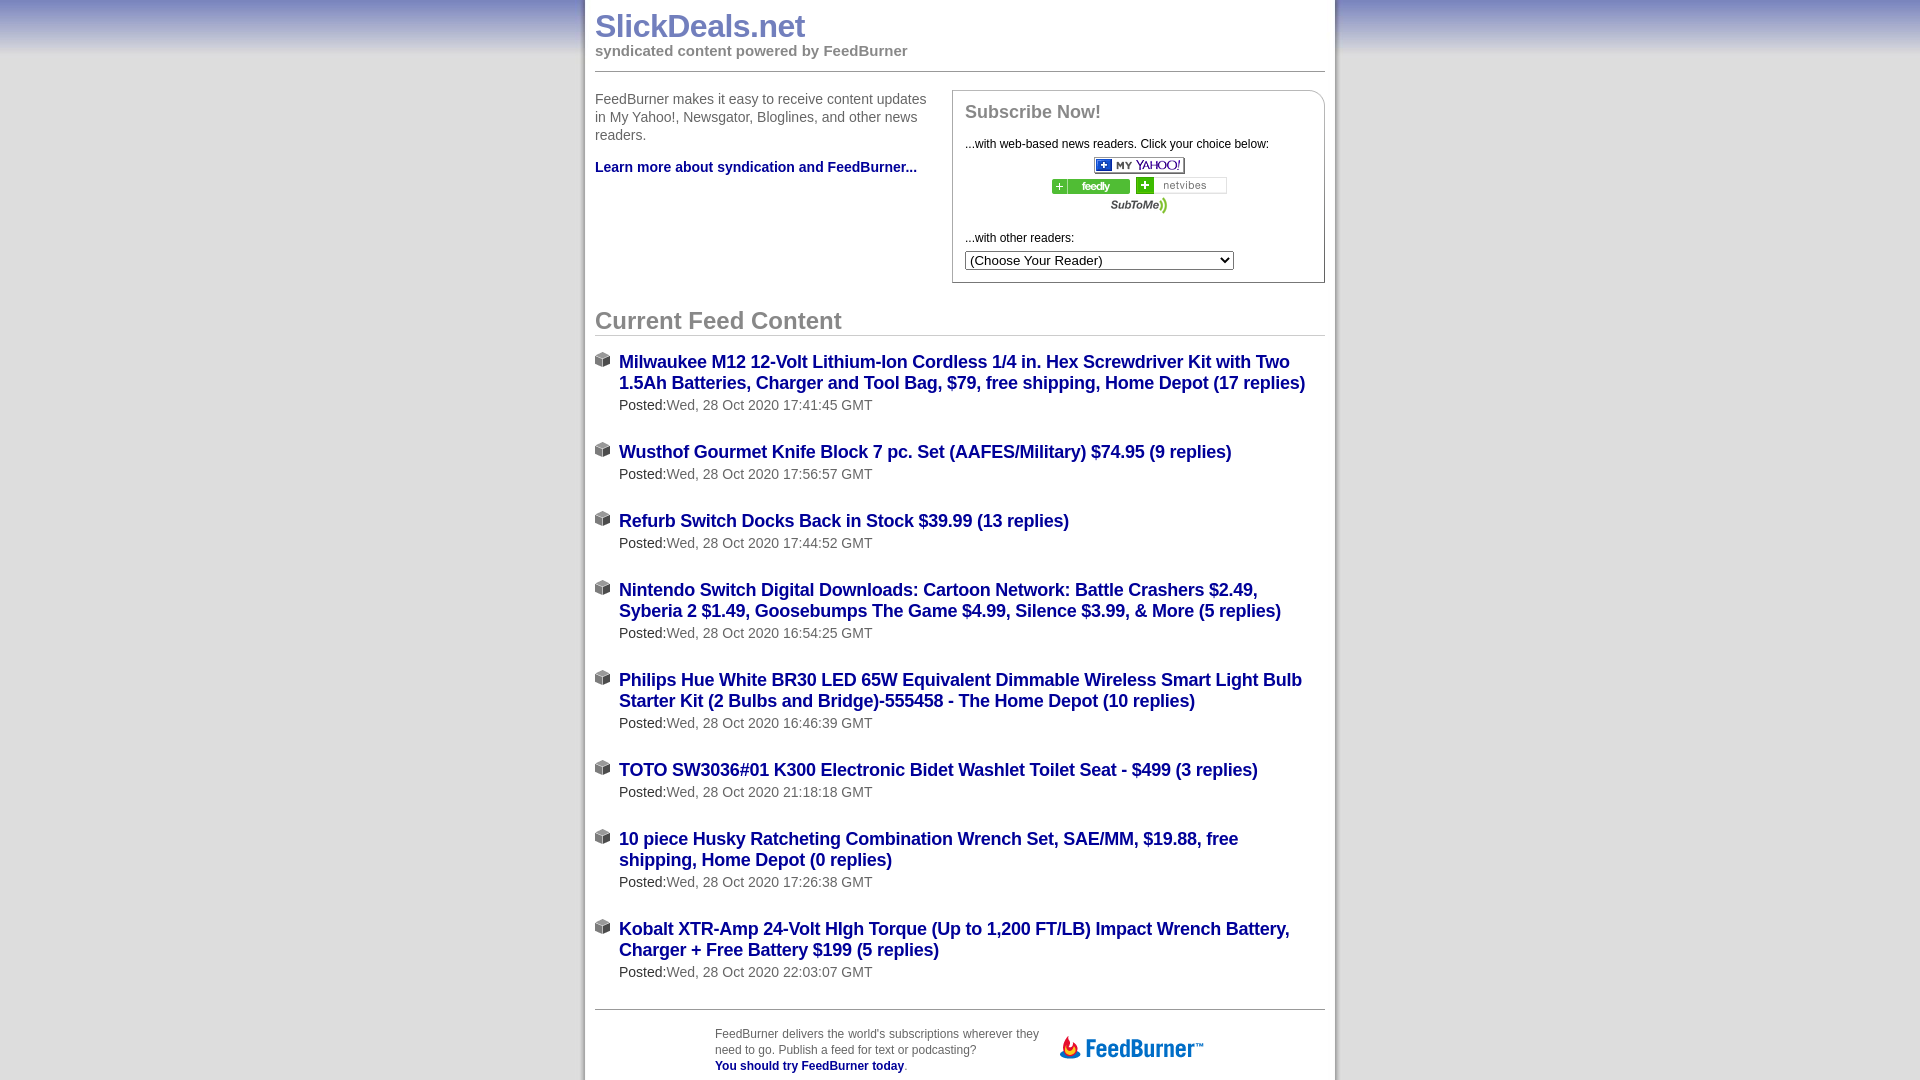 SlickDeals.net
syndicated content powered by FeedBurner
FeedBurner makes it easy to receive content updates
in My Yahoo!, Newsgator, Bloglines, and other news
readers.
Learn more about syndication and FeedBurner...
Subscribe Now!
...with web-based news readers. Click your choice below:
MY YAHOO!
feedly
netvibes
SubToMe
...with other readers:
(Choose Your Reader)
Current Feed Content
Milwaukee M12 12-Volt Lithium-Ion Cordless 1/4 in. Hex Screwdriver Kit with Two
1.5Ah Batteries, Charger and Tool Bag, $79, free shipping, Home Depot (17 replies)
Posted:Wed, 28 Oct 2020 17:41:45 GMT
Wusthof Gourmet Knife Block 7 pc. Set (AAFES/Military) $74.95 (9 replies)
Posted:Wed, 28 Oct 2020 17:56:57 GMT
Refurb Switch Docks Back in Stock $39.99 (13 replies)
Posted:Wed, 28 Oct 2020 17:44:52 GMT
Nintendo Switch Digital Downloads: Cartoon Network: Battle Crashers $2.49,
Syberia 2 $1.49, Goosebumps The Game $4.99, Silence $3.99, & More (5 replies)
Posted:Wed, 28 Oct 2020 16:54:25 GMT
Philips Hue White BR30 LED 65W Equivalent Dimmable Wireless Smart Light Bulb
Starter Kit (2 Bulbs and Bridge)-555458 - The Home Depot (10 replies)
Posted:Wed, 28 Oct 2020 16:46:39 GMT
TOTO SW3036#01 K300 Electronic Bidet Washlet Toilet Seat - $499 (3 replies)
Posted:Wed, 28 Oct 2020 21:18:18 GMT
10 piece Husky Ratcheting Combination Wrench Set, SAE/MM, $19.88, free
shipping, Home Depot (0 replies)
Posted:Wed, 28 Oct 2020 17:26:38 GMT
Kobalt XTR-Amp 24-Volt HIgh Torque (Up to 1,200 FT/LB) Impact Wrench Battery,
Charger + Free Battery $199 (5 replies)
Posted:Wed, 28 Oct 2020 22:03:07 GMT
FeedBurner delivers the world's subscriptions wherever they
need to go. Publish a feed for text or podcasting?
You should try FeedBurner today.
FeedBurner™